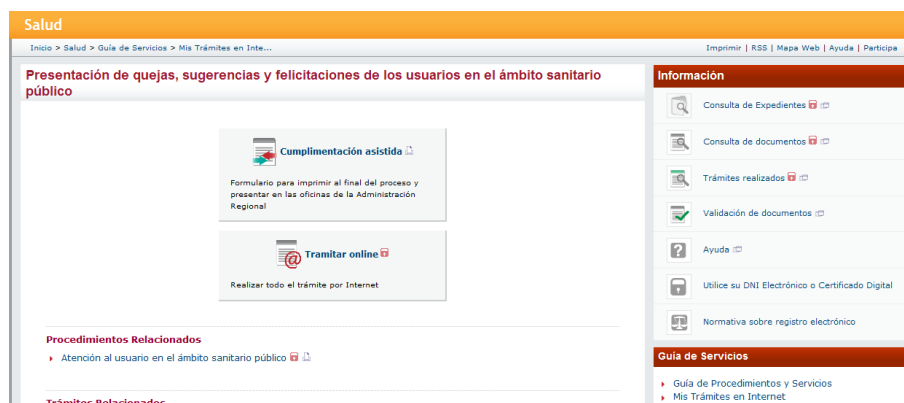 Salud
Inicio > Salud > Guía de Servicios > Mis Trámites en Inte...
Imprimir | RSS | Mapa Web | Ayuda | Participa
Presentación de quejas, sugerencias y felicitaciones de los usuarios en el ámbito sanitario
público
Cumplimentación asistida
Formulario para imprimir al final del proceso y
presentar en las oficinas de la Administración
Regional
Tramitar online
Realizar todo el trámite por Internet
Procedimientos Relacionados
Atención al usuario en el ámbito sanitario público
Trámites Relacionados
Información
Consulta de Expedientes
Consulta de documentos
Trámites realizados
Validación de documentos
Ayuda
Utilice su DNI Electrónico o Certificado Digital
Normativa sobre registro electrónico
Guía de Servicios
Guía de Procedimientos y Servicios
Mis Trámites en Internet